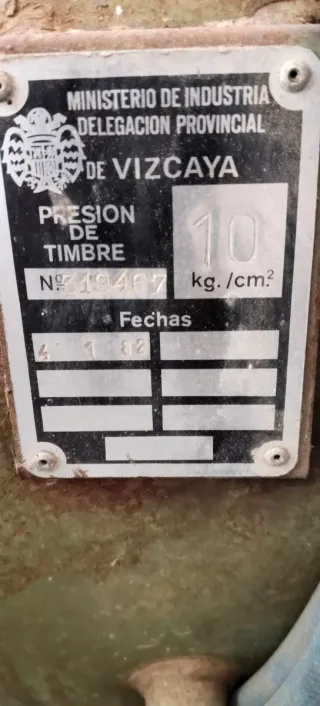 MINISTERIO DE INDUSTRIA
DELEGACION PROVINCIAL
DE VIZCAYA
PRESION
DE
TIMBRE
10
kg./cm.²
Nº 319467
Fechas
4 1 82